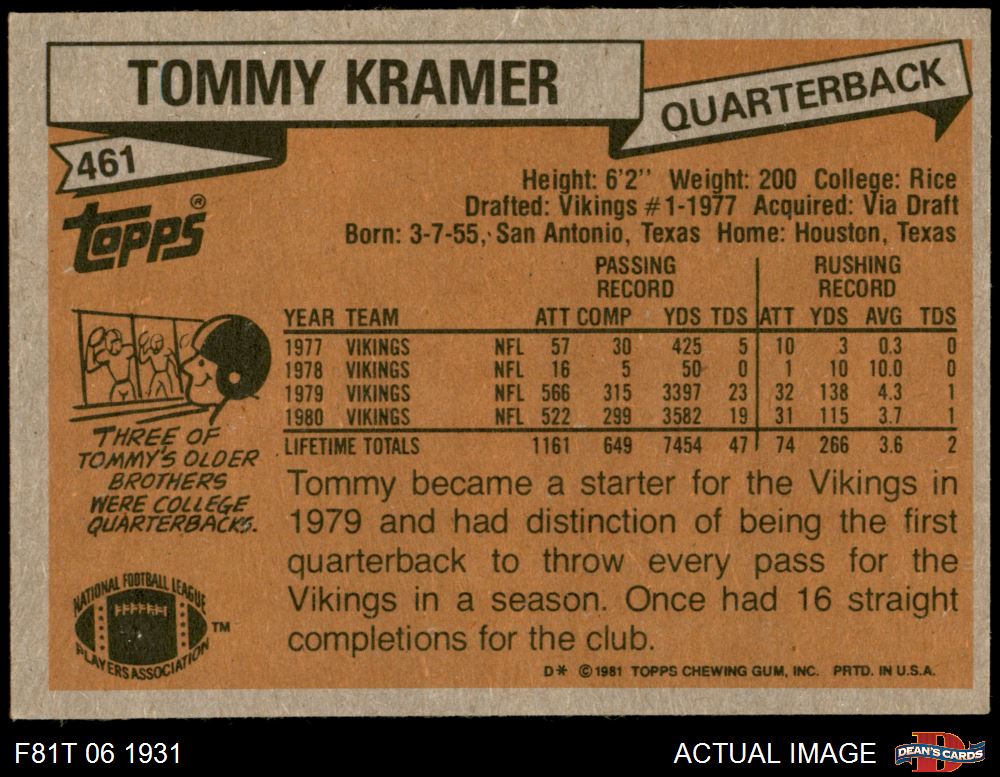 TOMMY KRAMER
QUARTERBACK
461
TOPPS®
Height: 6'2'' Weight: 200 College: Rice
Drafted: Vikings #1-1977 Acquired: Via Draft
Born: 3-7-55, San Antonio, Texas Home: Houston, Texas
PASSING RECORD RUSHING RECORD
YEAR TEAM ATT COMP YDS TDS ATT YDS AVG TDS
1977 VIKINGS NFL 57 30 425 5 10 3 0.3 0
1978 VIKINGS NFL 16 5 50 0 1 10 10.0 0
1979 VIKINGS NFL 566 315 3397 23 32 138 4.3 1
1980 VIKINGS NFL 522 299 3582 19 31 115 3.7 1
LIFETIME TOTALS 1161 649 7454 47 74 266 3.6 2
THREE OF
TOMMY'S OLDER
BROTHERS
WERE COLLEGE
QUARTERBACKS.
Tommy became a starter for the Vikings in
1979 and had distinction of being the first
quarterback to throw every pass for the
Vikings in a season. Once had 16 straight
completions for the club.
NATIONAL FOOTBALL LEAGUE
PLAYERS ASSOCIATION
TM
D* © 1981 TOPPS CHEWING GUM, INC. PRTD. IN U.S.A.
F81T 06 1931
ACTUAL IMAGE
D
DEAN'S CARDS